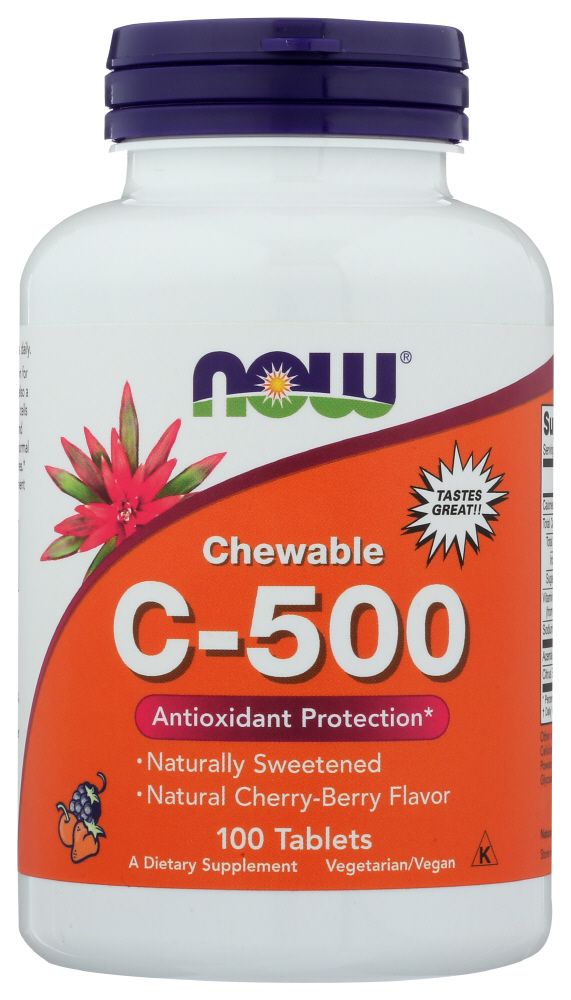 NOW®
TASTES
GREAT!!
Chewable
C-500
Antioxidant Protection*
•Naturally Sweetened
•Natural Cherry-Berry Flavor
100 Tablets
A Dietary Supplement Vegetarian/Vegan
K
daily.